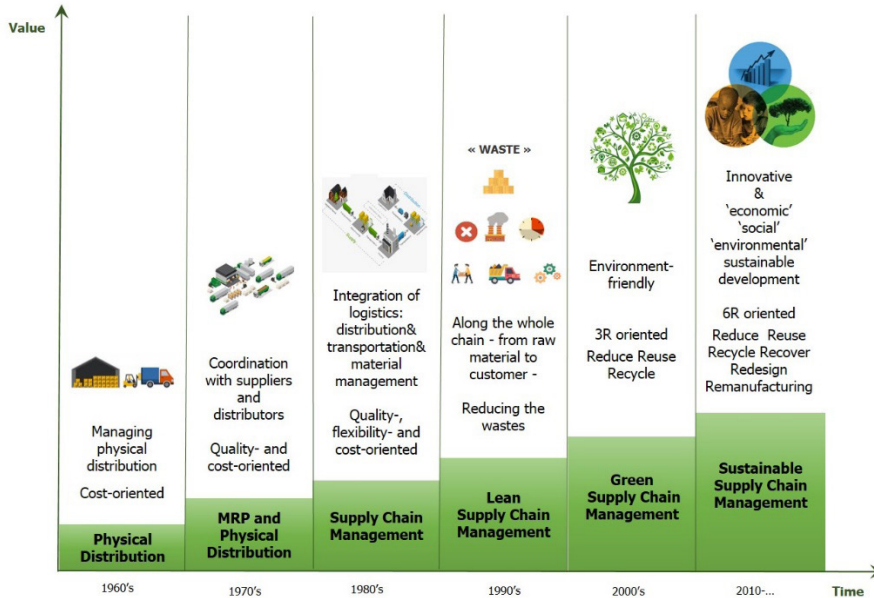 Value
Managing
physical
distribution
Cost-oriented
Physical
Distribution
1960's
Coordination
with suppliers
and
distributors
Quality- and
cost-oriented
MRP and
Physical
Distribution
1970's
Integration of
logistics:
distribution&
transportation&
material
management
Quality-,
flexibility- and
cost-oriented
Supply Chain
Management
1980's
« WASTE »
Along the whole
chain - from raw
material to
customer -
Reducing the
wastes
Lean
Supply Chain
Management
1990's
Environment-
friendly
3R oriented
Reduce Reuse
Recycle
Green
Supply Chain
Management
2000's
Innovative
&
‘economic’
‘social’
‘environmental’
sustainable
development
6R oriented
Reduce Reuse
Recycle Recover
Redesign
Remanufacturing
Sustainable
Supply Chain
Management
2010-...
Time